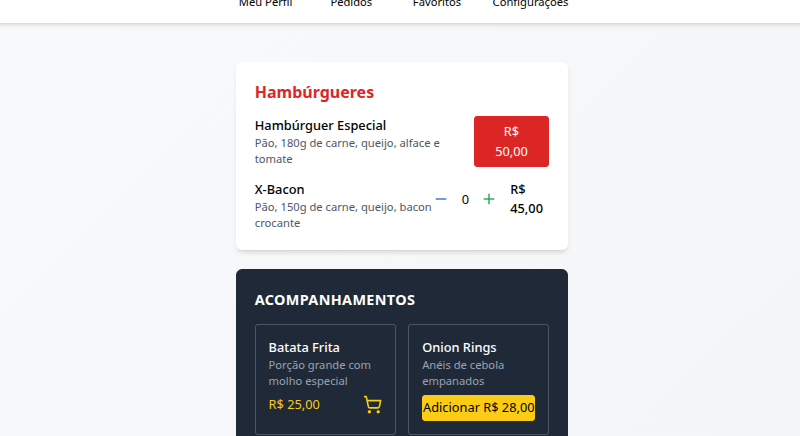 Meu Perfil Pedidos Favoritos Configurações
Hambúrgueres
Hambúrguer Especial
Pão, 180g de carne, queijo, alface e
tomate
R$
50,00
X-Bacon
Pão, 150g de carne, queijo, bacon
crocante
0
R$
45,00
ACOMPANHAMENTOS
Batata Frita
Porção grande com
molho especial
R$ 25,00
Onion Rings
Anéis de cebola
empanados
Adicionar R$ 28,00